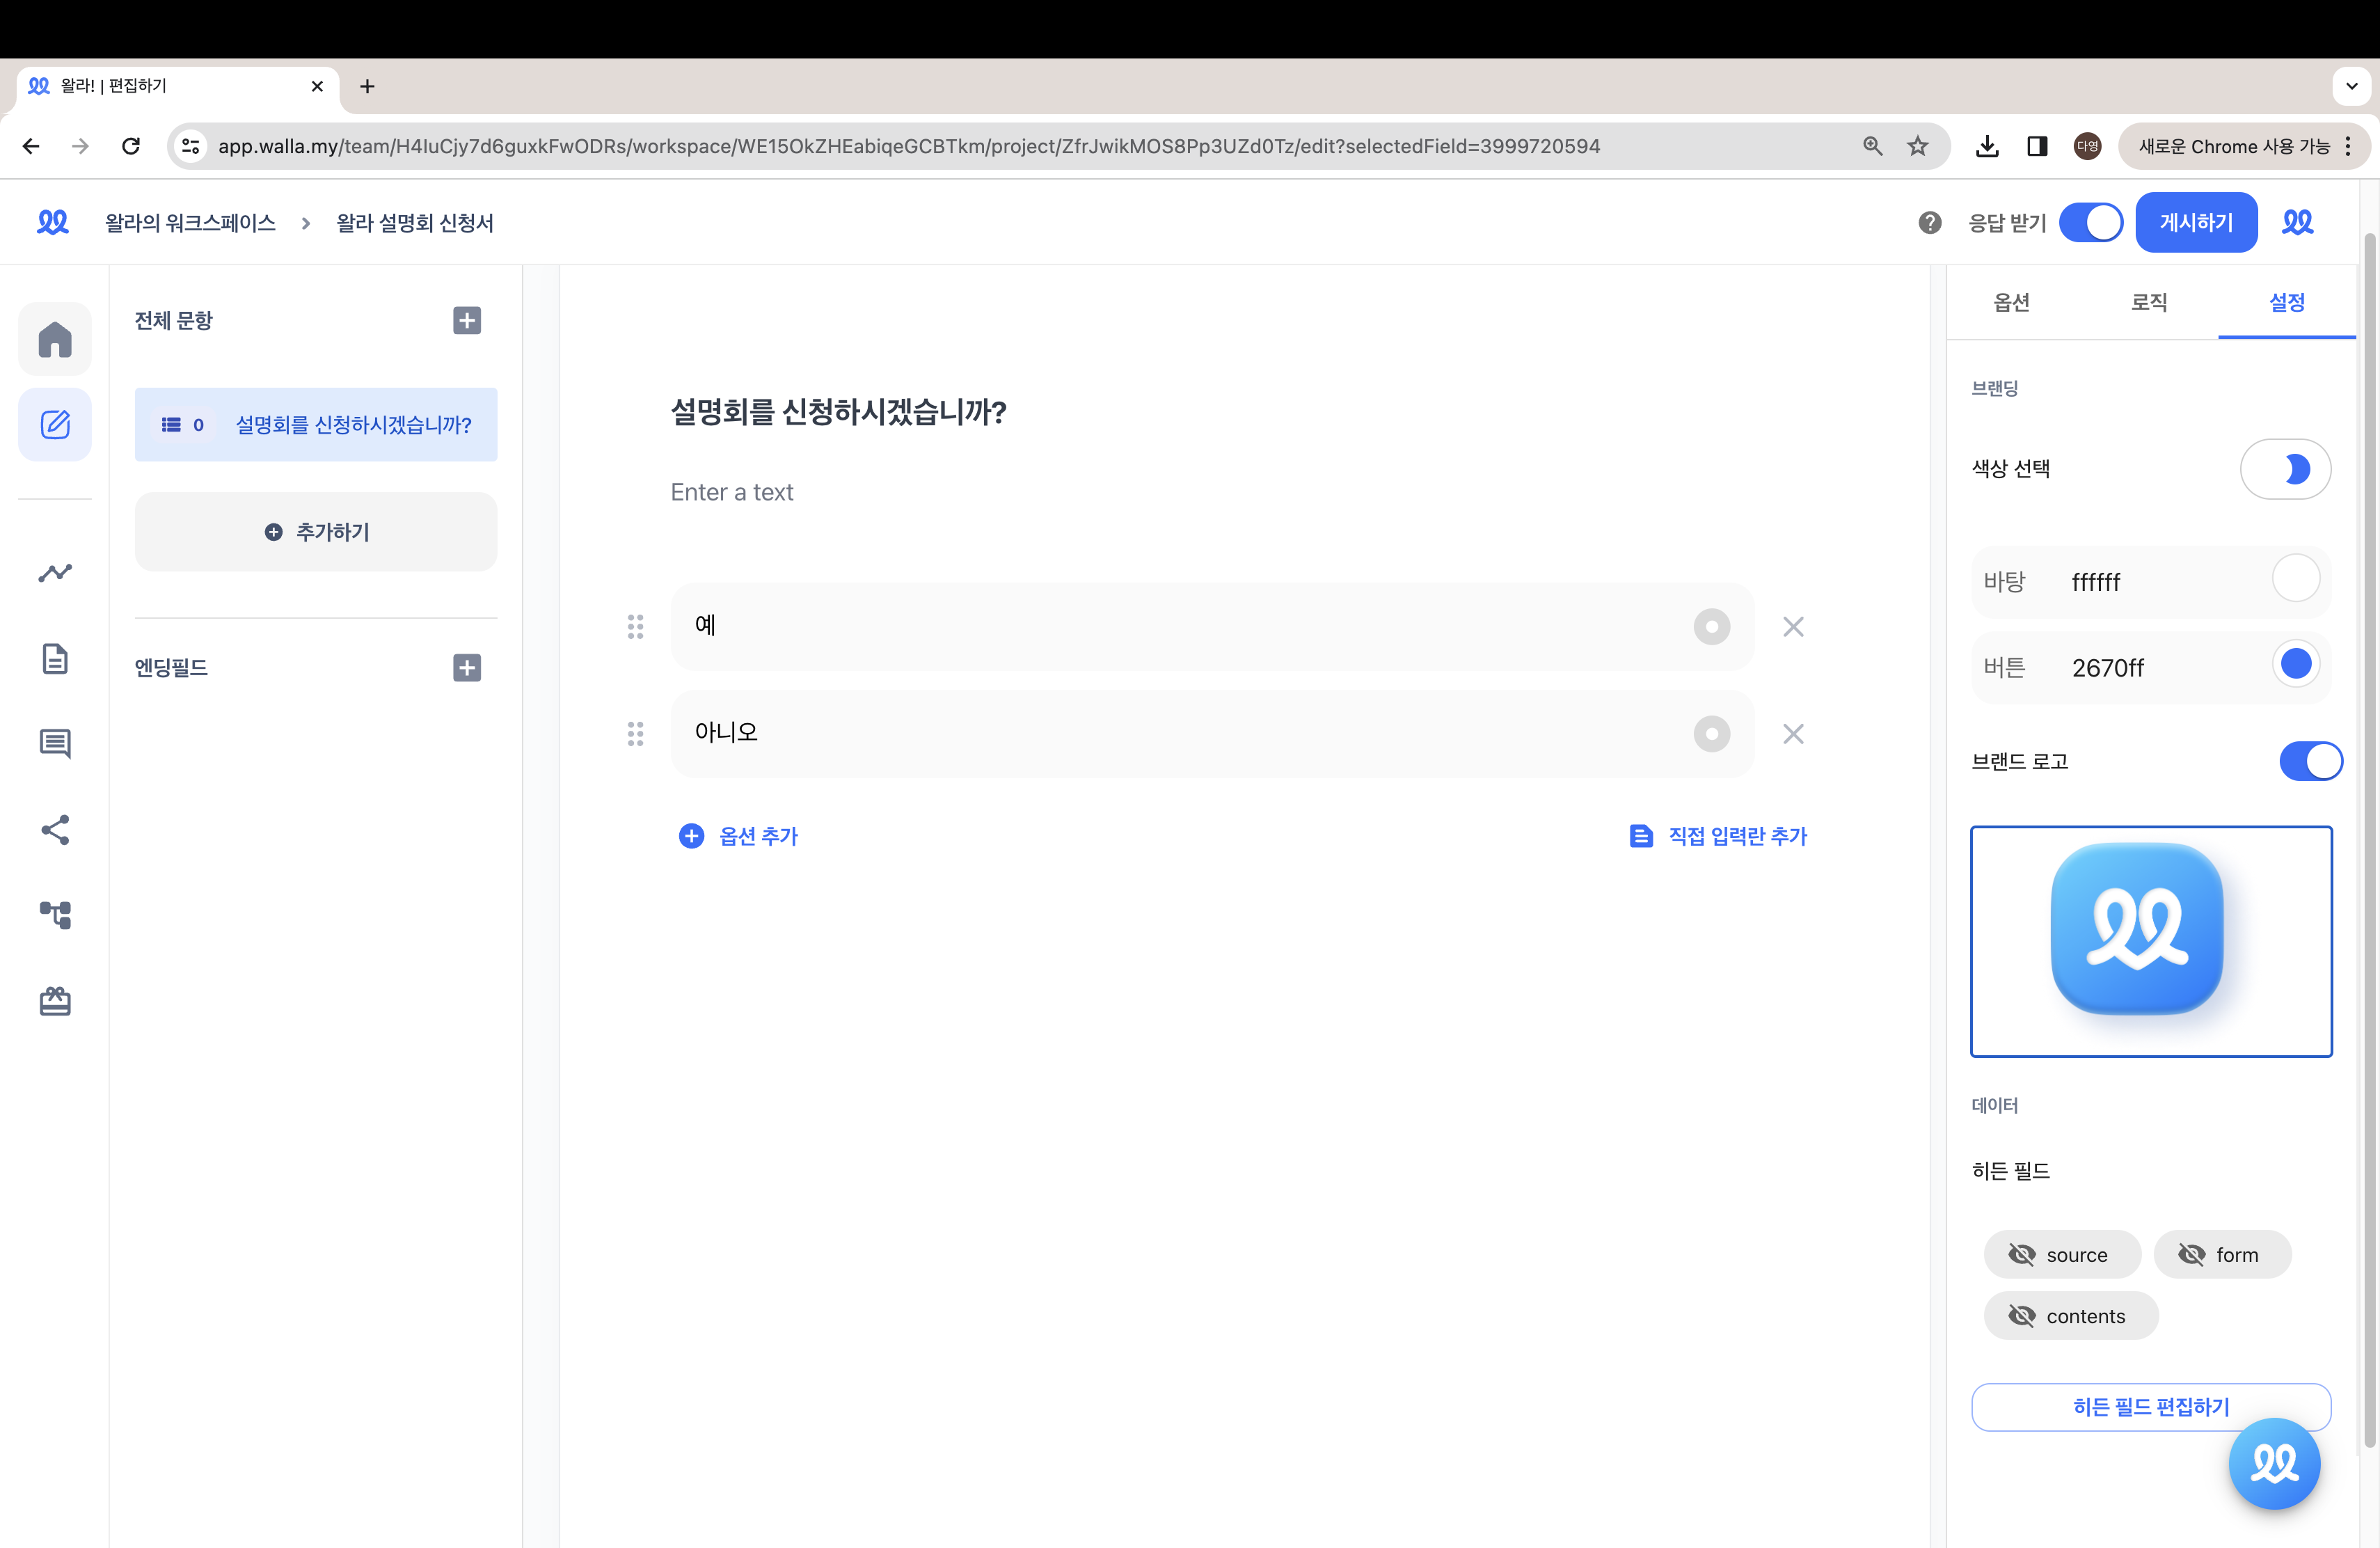 왈라! | 편집하기
app.walla.my/team/H4IuCjy7d6guxkFwODRs/workspace/WE15OkZHEabiqeGCBTkm/project/ZfrJwikMOS8Pp3UZd0Tz/edit?selectedField=3999720594
다영
새로운 Chrome 사용 가능
왈라의 워크스페이스 > 왈라 설명회 신청서
응답 받기
게시하기
전체 문항
0 설명회를 신청하시겠습니까?
추가하기
엔딩필드
설명회를 신청하시겠습니까?
Enter a text
예
아니오
옵션 추가
직접 입력란 추가
옵션 로직 설정
브랜딩
색상 선택
바탕 ffffff
버튼 2670ff
브랜드 로고
데이터
히든 필드
source form
contents
히든 필드 편집하기